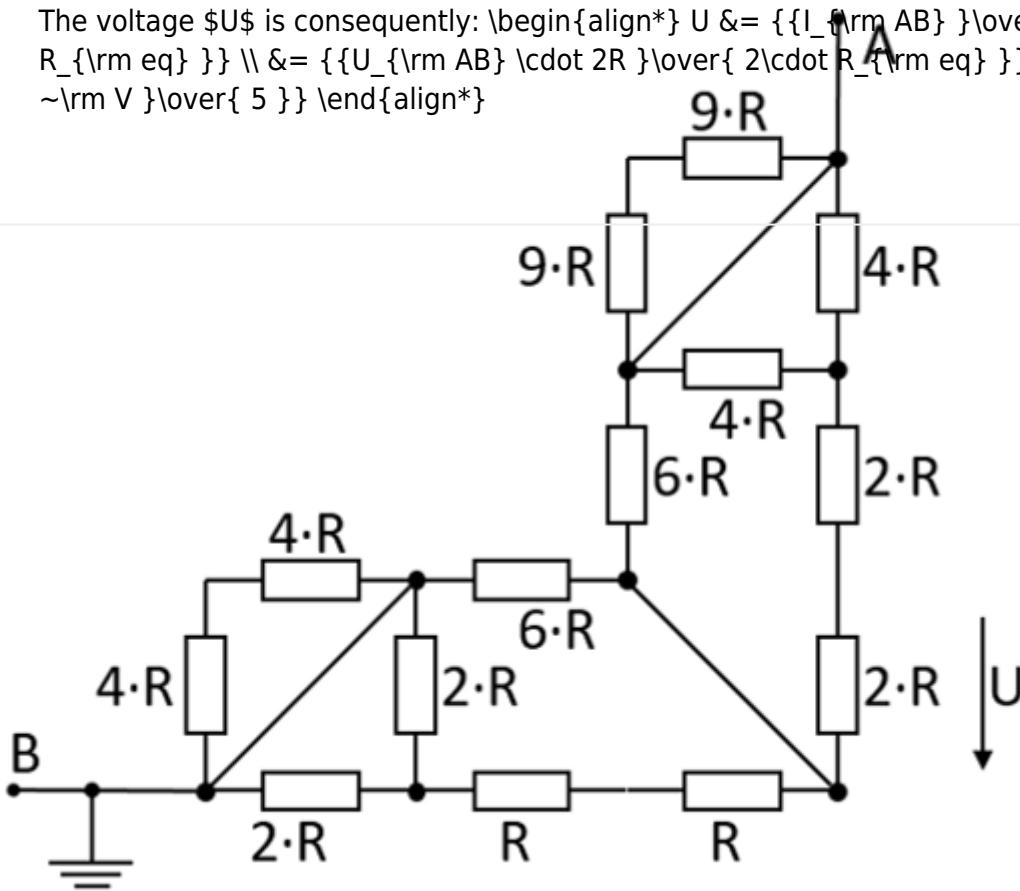 The voltage $U$ is consequently: \begin{align*} U &= {{I_{\rm AB} }\ove
R_{\rm eq} }} \\ &= {{U_{\rm AB} \cdot 2R }\over{ 2\cdot R_{\rm eq} }}
~\rm V }\over{ 5 }} \end{align*}
A
9·R
9·R
4·R
4·R
6·R
2·R
4·R
6·R
4·R
2·R
2·R
U
B
2·R
R
R